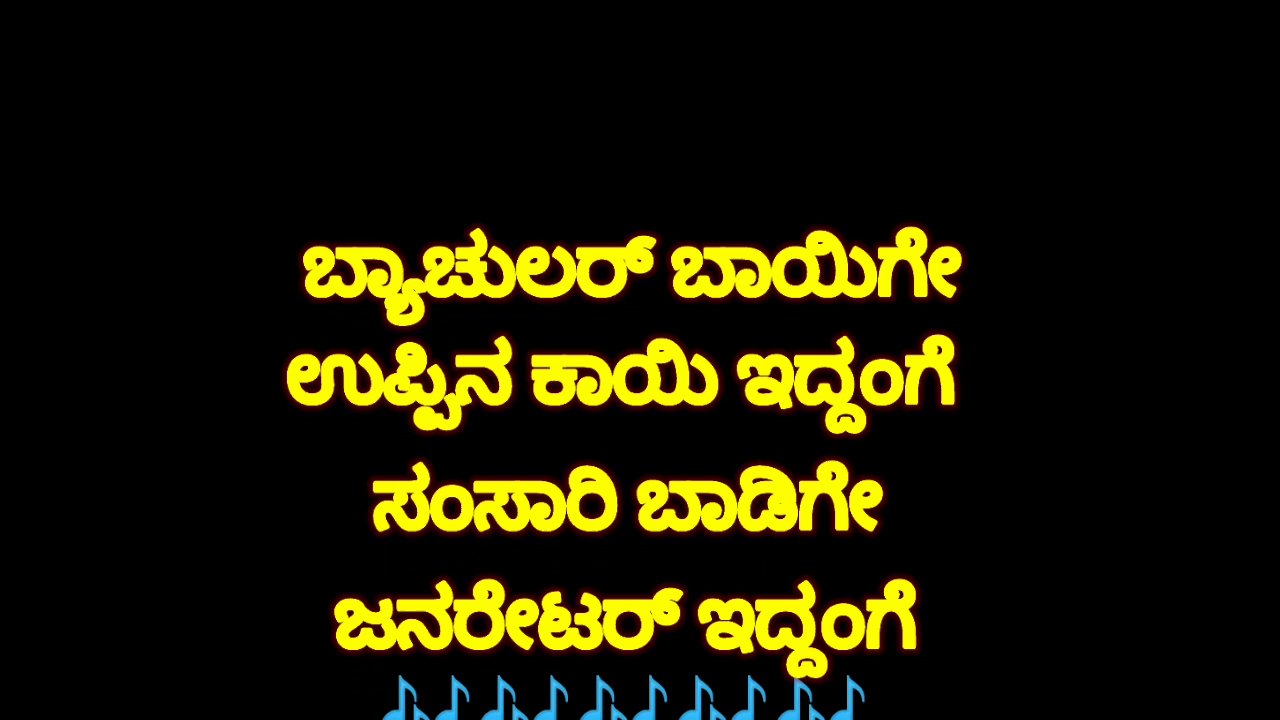 ಬ್ಯಾಚುಲರ್ ಬಾಯಿಗೇ
ಉಪ್ಪಿನ ಕಾಯಿ ಇದ್ದಂಗೆ
ಸಂಸಾರಿ ಬಾಡಿಗೇ
ಜನರೇಟರ್ ಇದ್ದಂಗೆ